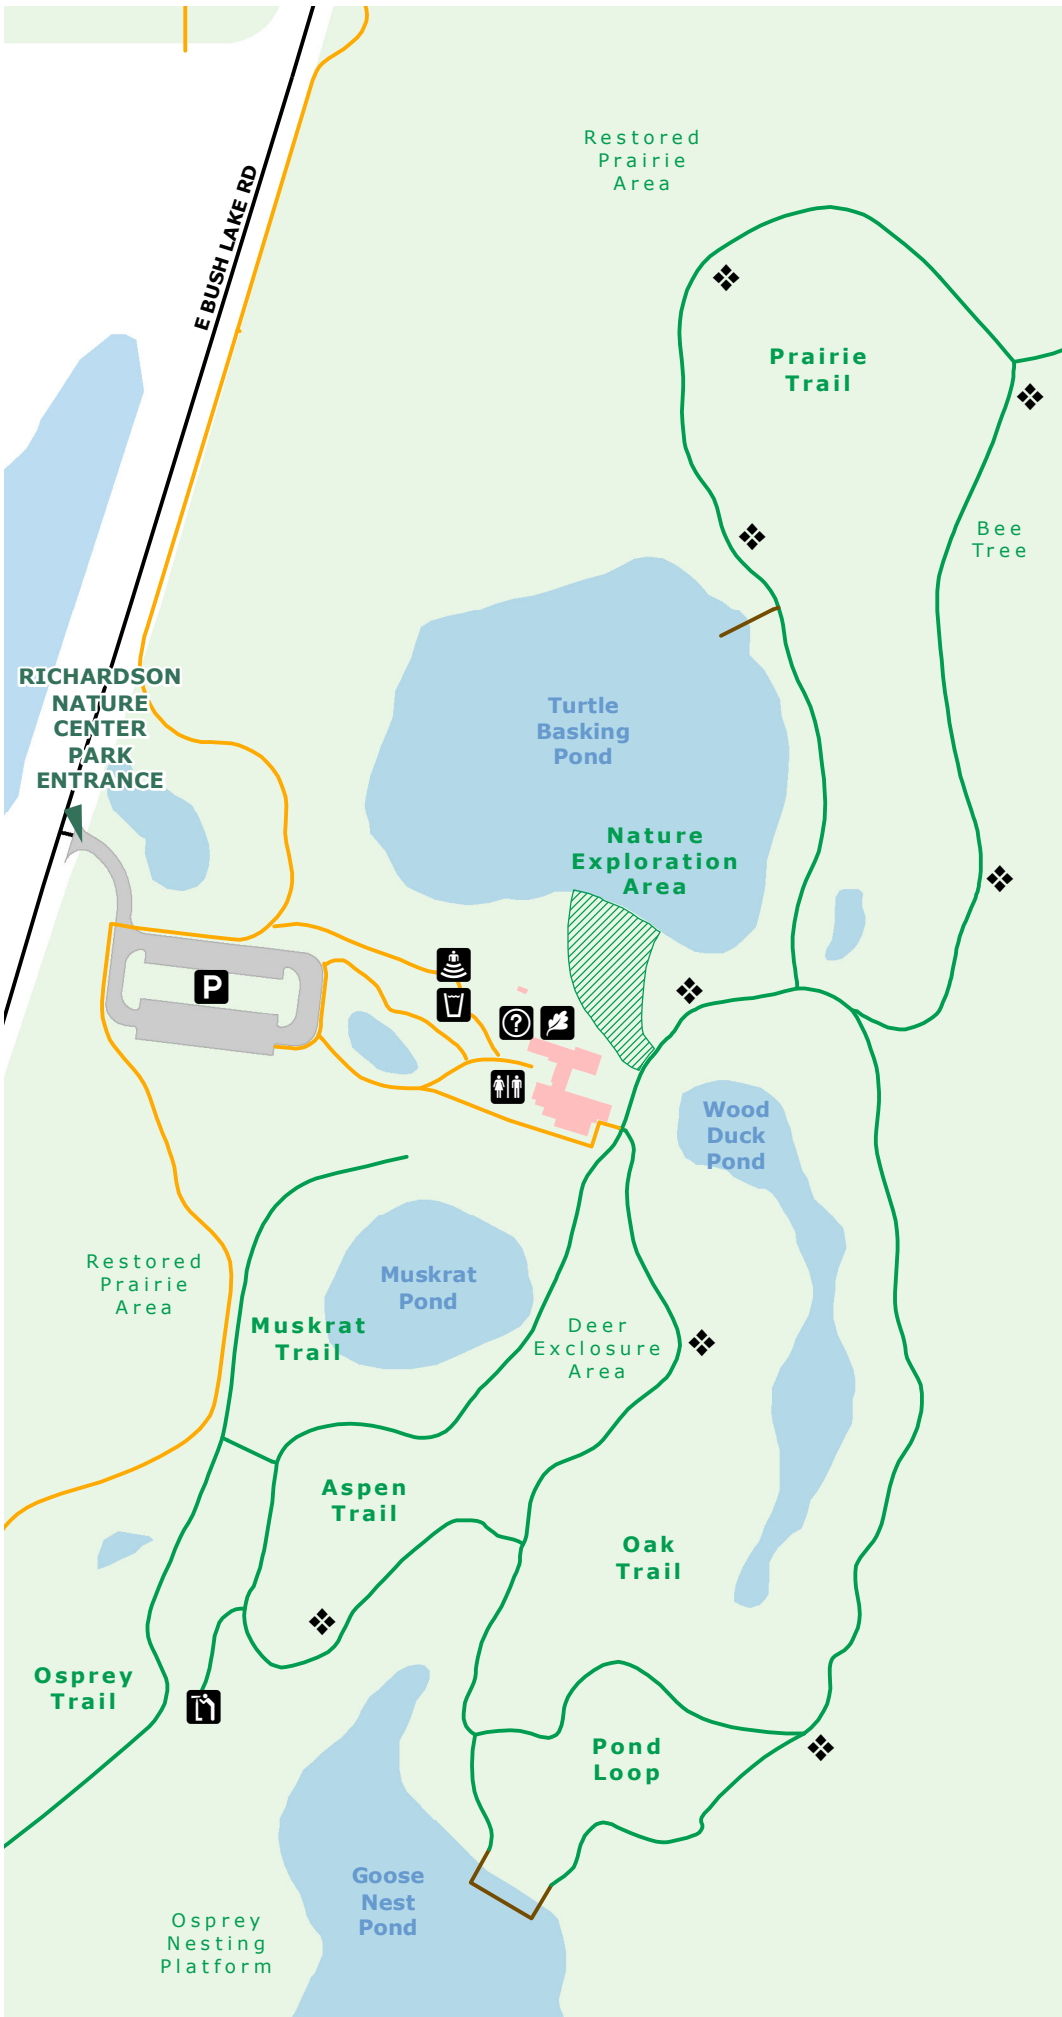 Restored
Prairie
Area
E BUSH LAKE RD
Prairie
Trail
Bee
Tree
RICHARDSON
NATURE
CENTER
PARK
ENTRANCE
Turtle
Basking
Pond
Nature
Exploration
Area
P
?
Wood
Duck
Pond
Restored
Prairie
Area
Muskrat
Pond
Muskrat
Trail
Deer
Exclosure
Area
Aspen
Trail
Oak
Trail
Osprey
Trail
Pond
Loop
Goose
Nest
Pond
Osprey
Nesting
Platform